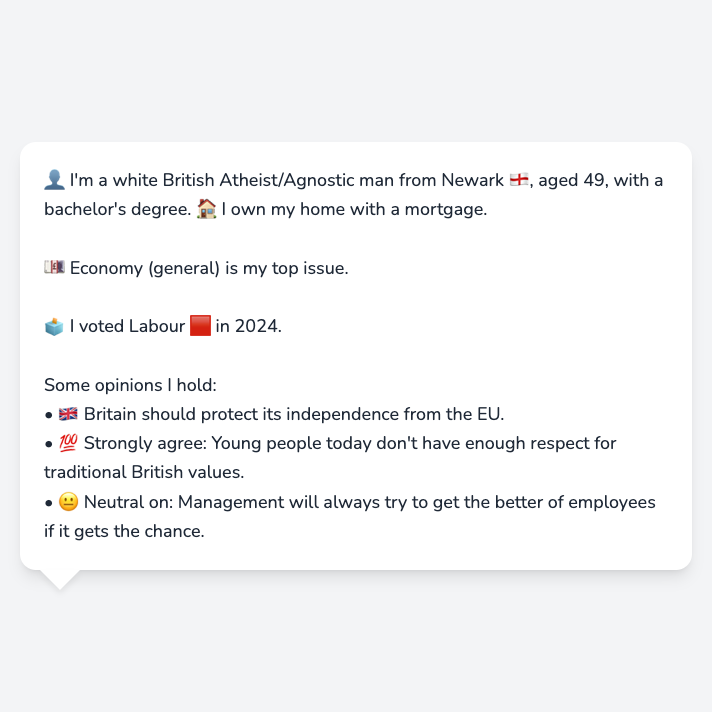 👤 I'm a white British Atheist/Agnostic man from Newark 🏴󠁧󠁢󠁥󠁮󠁧󠁿, aged 49, with a
bachelor's degree. 🏠 I own my home with a mortgage.
💷 Economy (general) is my top issue.
🗳️ I voted Labour 🟥 in 2024.
Some opinions I hold:
• 🇬🇧 Britain should protect its independence from the EU.
• 💯 Strongly agree: Young people today don't have enough respect for
traditional British values.
• 😐 Neutral on: Management will always try to get the better of employees
if it gets the chance.